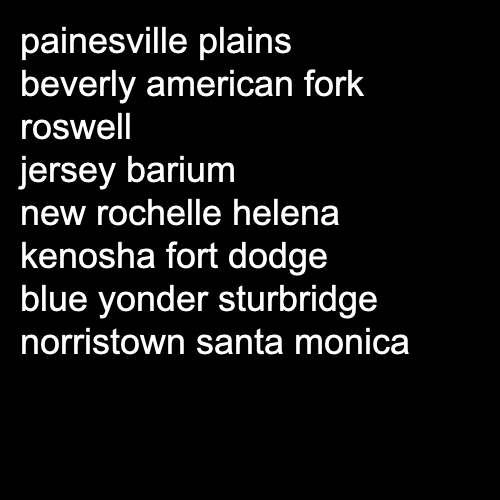 painesville plains
beverly american fork
roswell
jersey barium
new rochelle helena
kenosha fort dodge
blue yonder sturbridge
norristown santa monica